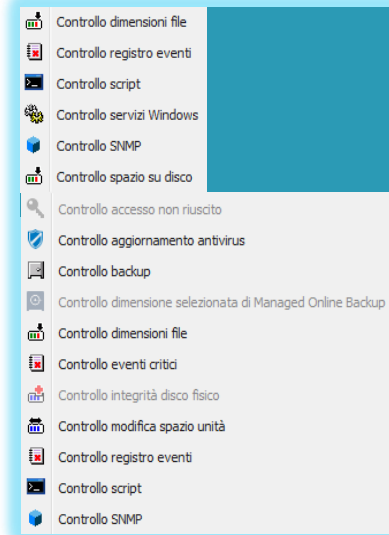 Controllo dimensioni file
Controllo registro eventi
Controllo script
Controllo servizi Windows
Controllo SNMP
Controllo spazio su disco
Controllo accesso non riuscito
Controllo aggiornamento antivirus
Controllo backup
Controllo dimensione selezionata di Managed Online Backup
Controllo dimensioni file
Controllo eventi critici
Controllo integrità disco fisico
Controllo modifica spazio unità
Controllo registro eventi
Controllo script
Controllo SNMP